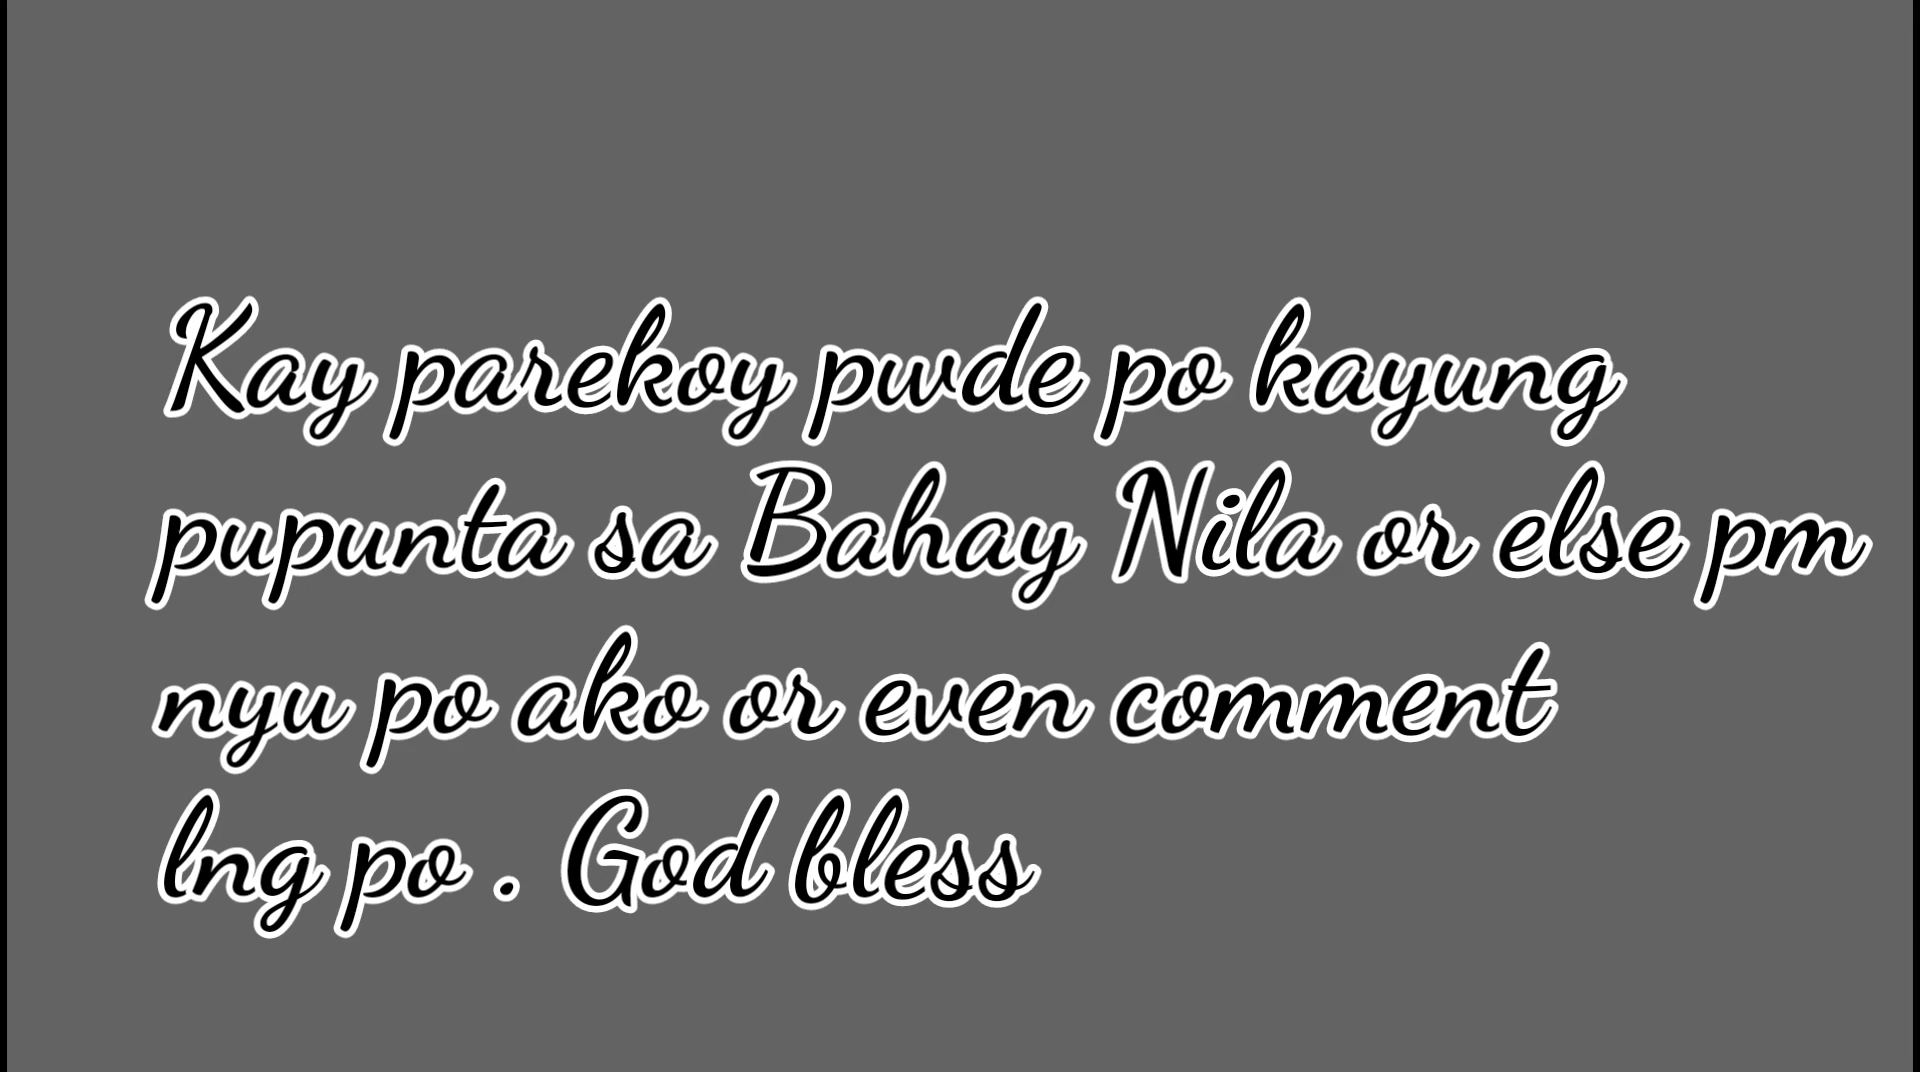 Kay parekoy pwde po kayung
pupunta sa Bahay Nila or else pm
nyu po ako or even comment
lng po . God bless